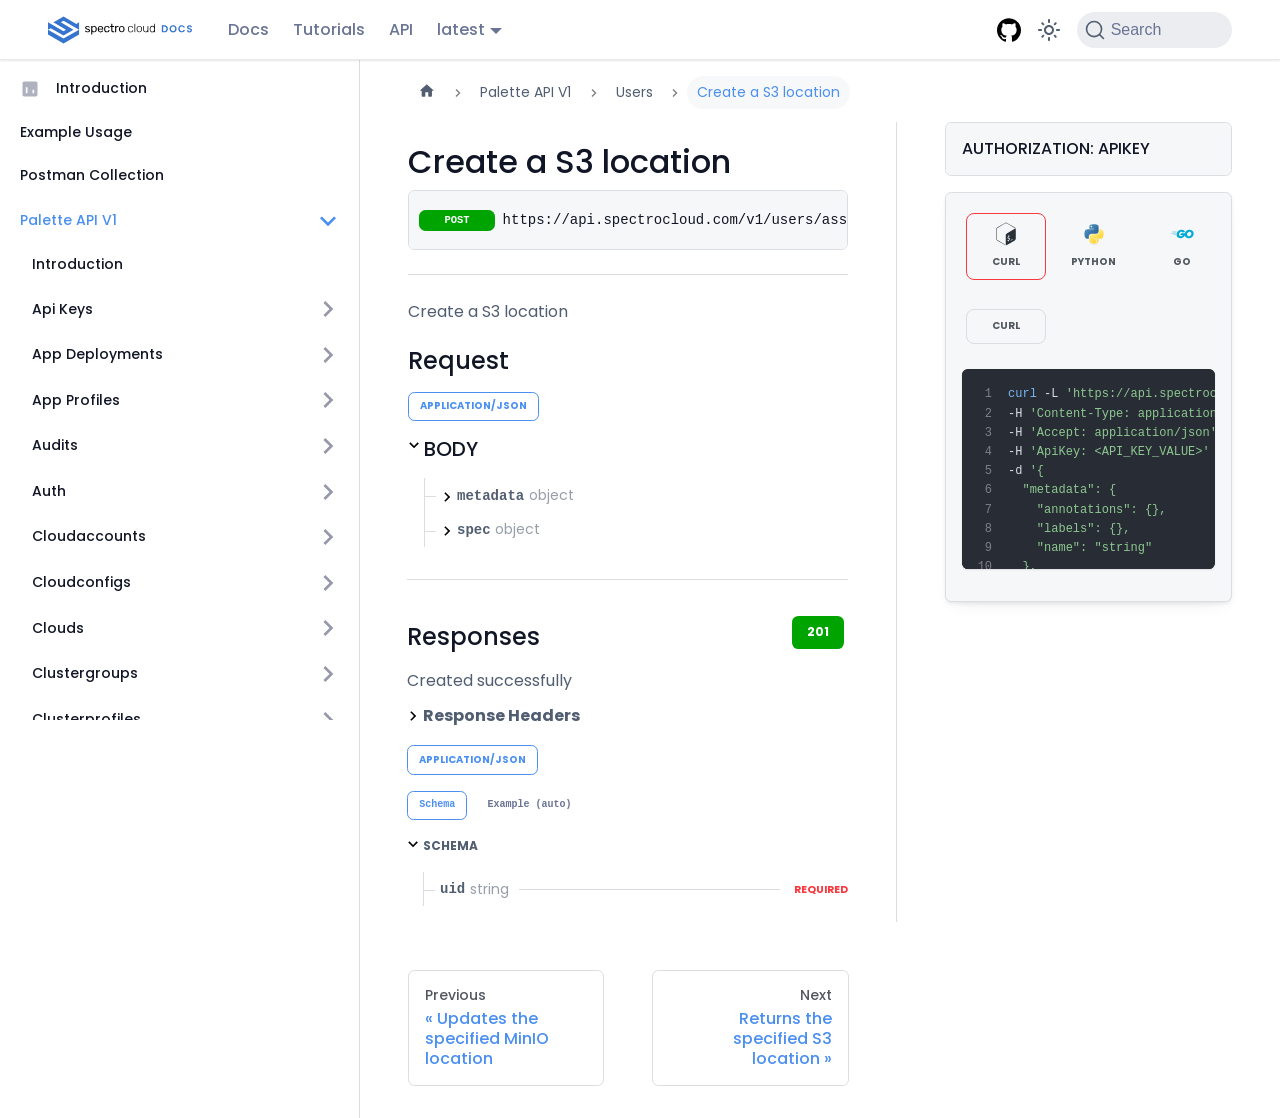 spectro cloud DOCS
Docs
Tutorials
API
latest
Search
Introduction
Example Usage
Postman Collection
Palette API V1
Introduction
Api Keys
App Deployments
App Profiles
Audits
Auth
Cloudaccounts
Cloudconfigs
Clouds
Clustergroups
Clusterprofiles
Palette API V1
Users
Create a S3 location
Create a S3 location
POST https://api.spectrocloud.com/v1/users/ass
Create a S3 location
Request
APPLICATION/JSON
BODY
metadata object
spec object
Responses
201
Created successfully
Response Headers
APPLICATION/JSON
Schema
Example (auto)
SCHEMA
uid string REQUIRED
Previous
« Updates the
specified MinIO
location
Next
Returns the
specified S3
location »
AUTHORIZATION: APIKEY
CURL
PYTHON
GO
CURL
1 curl -L 'https://api.spectroc
2 -H 'Content-Type: application
3 -H 'Accept: application/json'
4 -H 'ApiKey: <API_KEY_VALUE>'
5 -d '{
6 "metadata": {
7 "annotations": {},
8 "labels": {},
9 "name": "string"
10 },